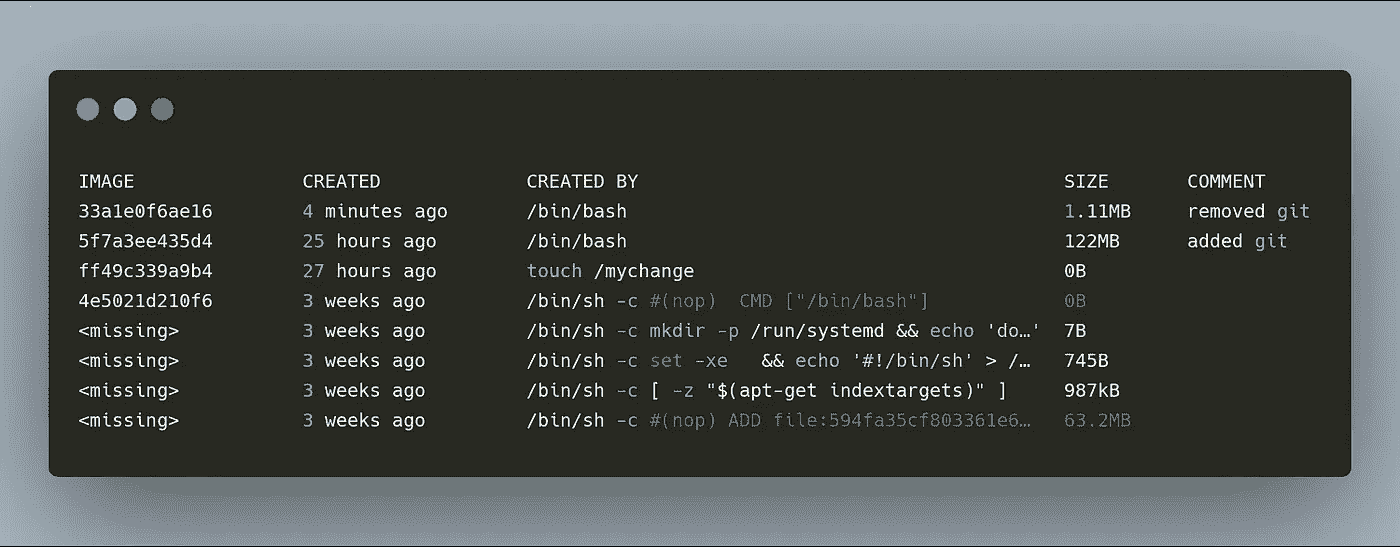 IMAGE CREATED CREATED BY SIZE COMMENT
33a1e0f6ae16 4 minutes ago /bin/bash 1.11MB removed git
5f7a3ee435d4 25 hours ago /bin/bash 122MB added git
ff49c339a9b4 27 hours ago touch /mychange 0B
4e5021d210f6 3 weeks ago /bin/sh -c #(nop)  CMD ["/bin/bash"] 0B
<missing> 3 weeks ago /bin/sh -c mkdir -p /run/systemd && echo 'do…' 7B
<missing> 3 weeks ago /bin/sh -c set -xe   && echo '#!/bin/sh' > /… 745B
<missing> 3 weeks ago /bin/sh -c [ -z "$(apt-get indextargets)" ] 987kB
<missing> 3 weeks ago /bin/sh -c #(nop) ADD file:594fa35cf803361e6… 63.2MB